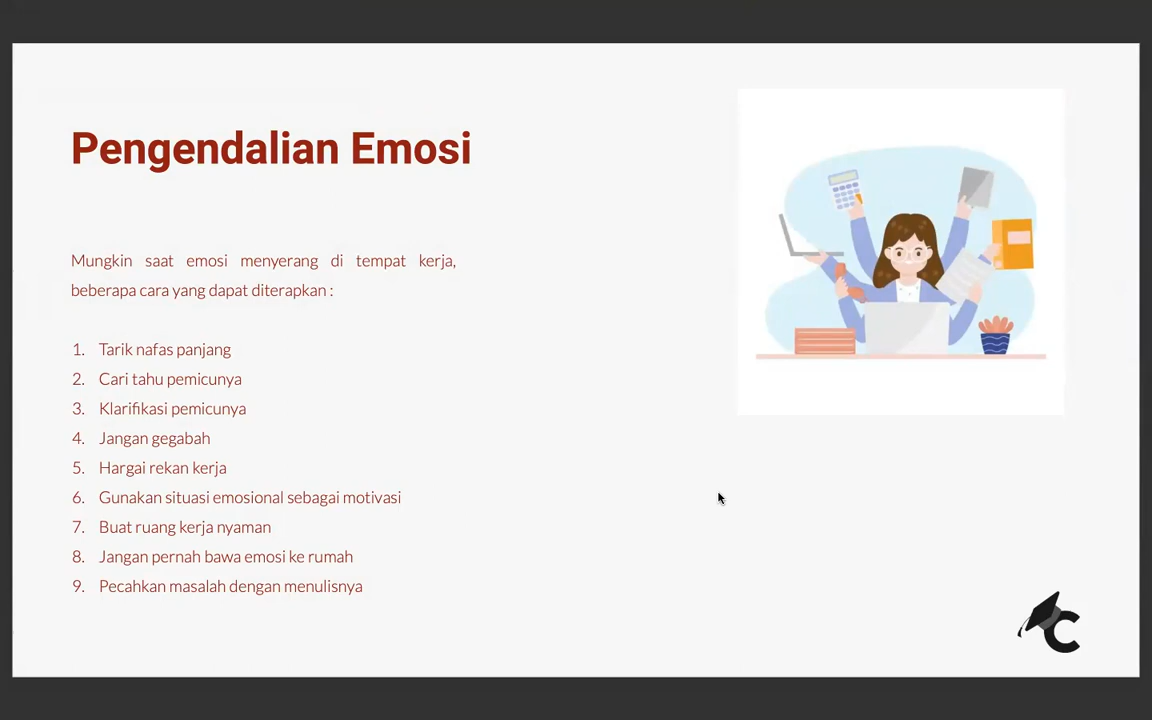 Pengendalian Emosi
Mungkin saat emosi menyerang di tempat kerja,
beberapa cara yang dapat diterapkan :
1. Tarik nafas panjang
2. Cari tahu pemicunya
3. Klarifikasi pemicunya
4. Jangan gegabah
5. Hargai rekan kerja
6. Gunakan situasi emosional sebagai motivasi
7. Buat ruang kerja nyaman
8. Jangan pernah bawa emosi ke rumah
9. Pecahkan masalah dengan menulisnya
C